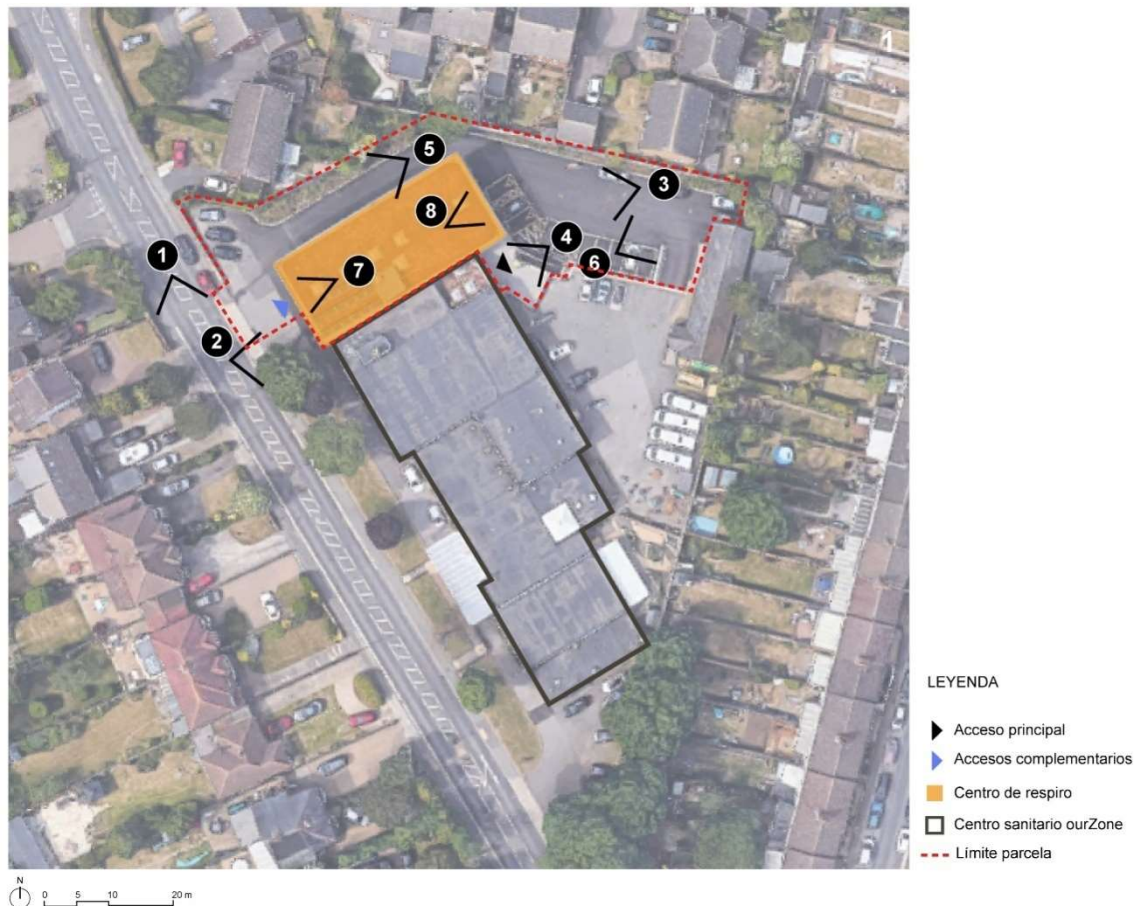 1
5
3
8
4
1
6
7
2
LEYENDA
Acceso principal
Accesos complementarios
Centro de respiro
Centro sanitario ourZone
Límite parcela
N
0 5 10 20 m